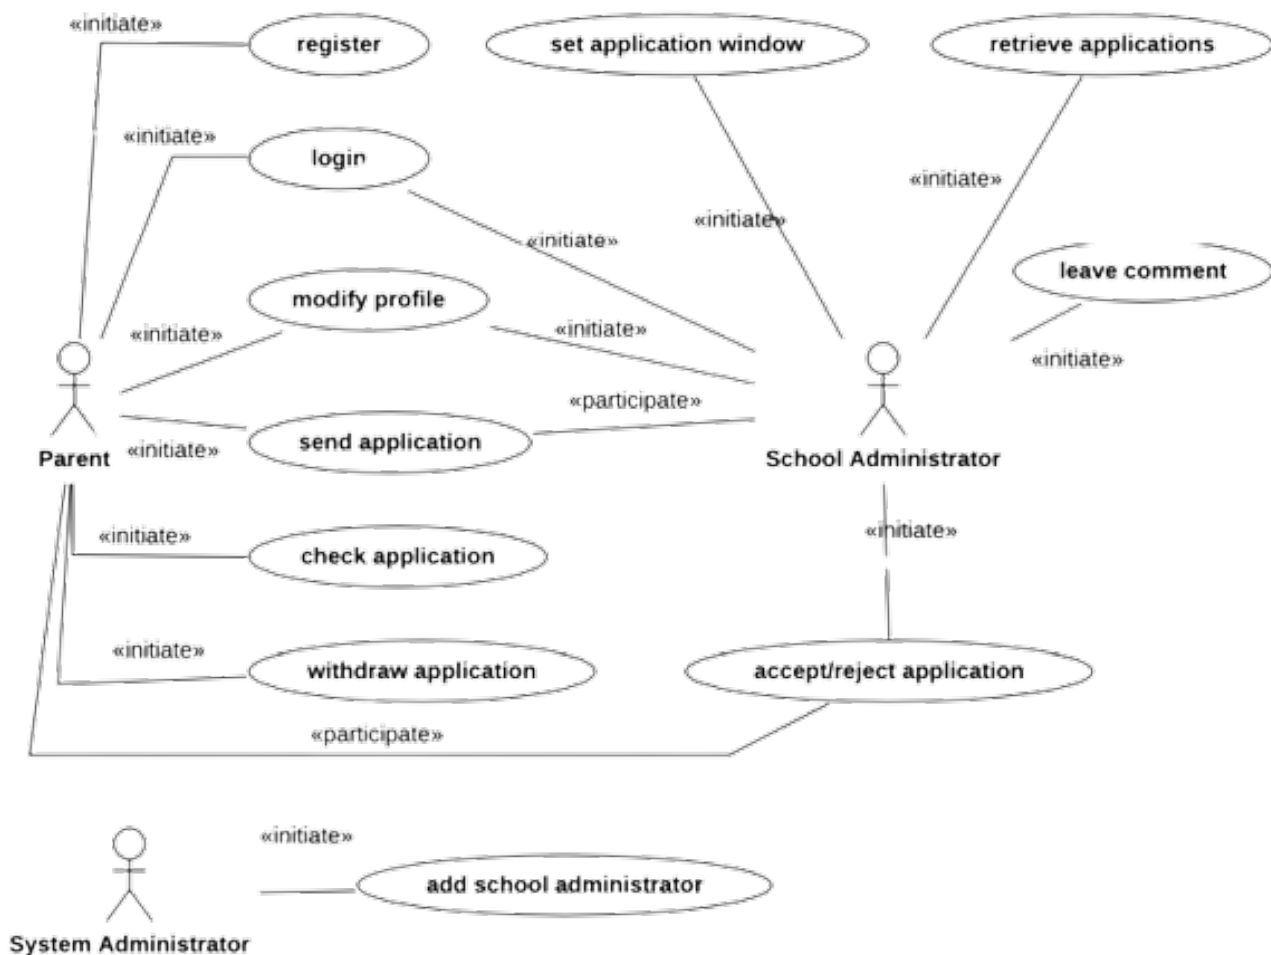 «initiate»
register
set application window
retrieve applications
«initiate»
login
«initiate»
«initiate»
«initiate»
leave comment
modify profile
«initiate»
«initiate»
«initiate»
«participate»
send application
«initiate»
Parent
School Administrator
«initiate»
«initiate»
check application
«initiate»
withdraw application
accept/reject application
«participate»
«initiate»
add school administrator
System Administrator